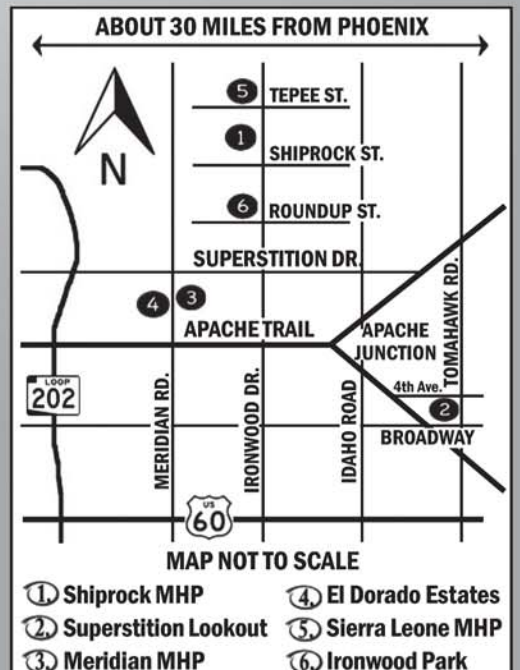 ABOUT 30 MILES FROM PHOENIX
5 TEPEE ST.
1
SHIPROCK ST.
N
6 ROUNDUP ST.
SUPERSTITION DR.
4 3
APACHE TRAIL
APACHE
JUNCTION
TOMAHAWK RD.
LOOP
202
MERIDIAN RD.
IRONWOOD DR.
IDAHO ROAD
4th Ave.
2
BROADWAY
US
60
MAP NOT TO SCALE
1. Shiprock MHP
2. Superstition Lookout
3. Meridian MHP
4. El Dorado Estates
5. Sierra Leone MHP
6. Ironwood Park